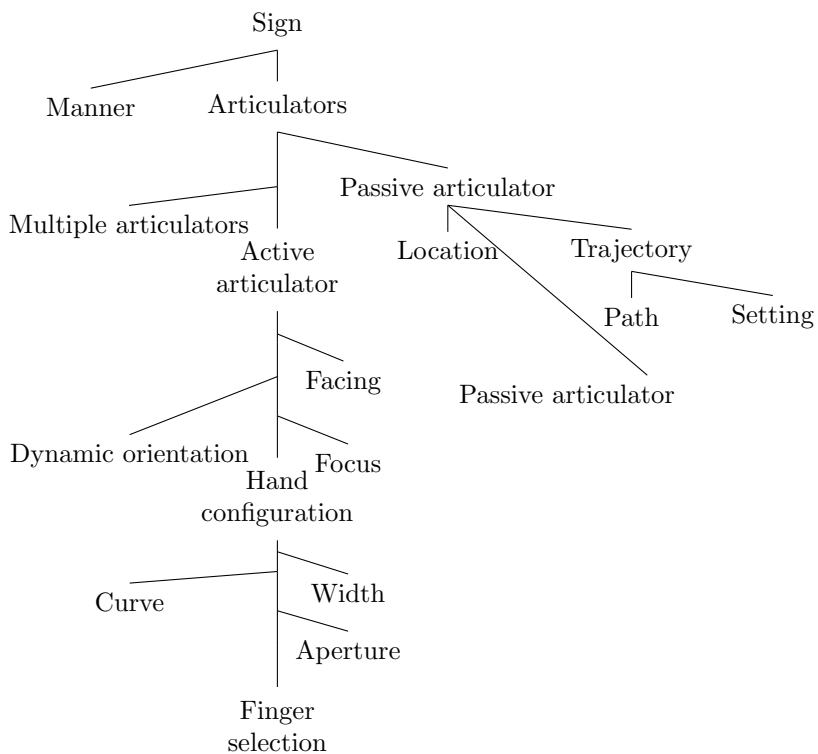 Sign
Manner
Articulators
Passive articulator
Multiple articulators
Active
articulator
Location
Trajectory
Path
Setting
Facing
Passive articulator
Dynamic orientation
Focus
Hand
configuration
Curve
Width
Aperture
Finger
selection